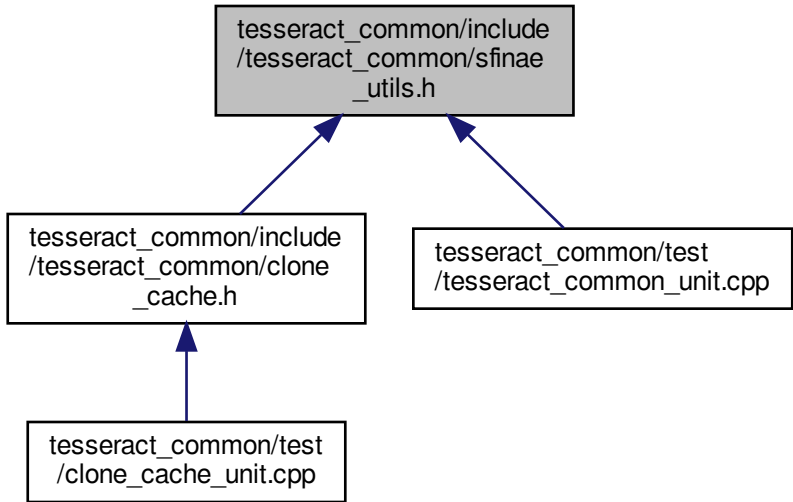 tesseract_common/include
/tesseract_common/sfinae
_utils.h
tesseract_common/include
/tesseract_common/clone
_cache.h
tesseract_common/test
/tesseract_common_unit.cpp
tesseract_common/test
/clone_cache_unit.cpp